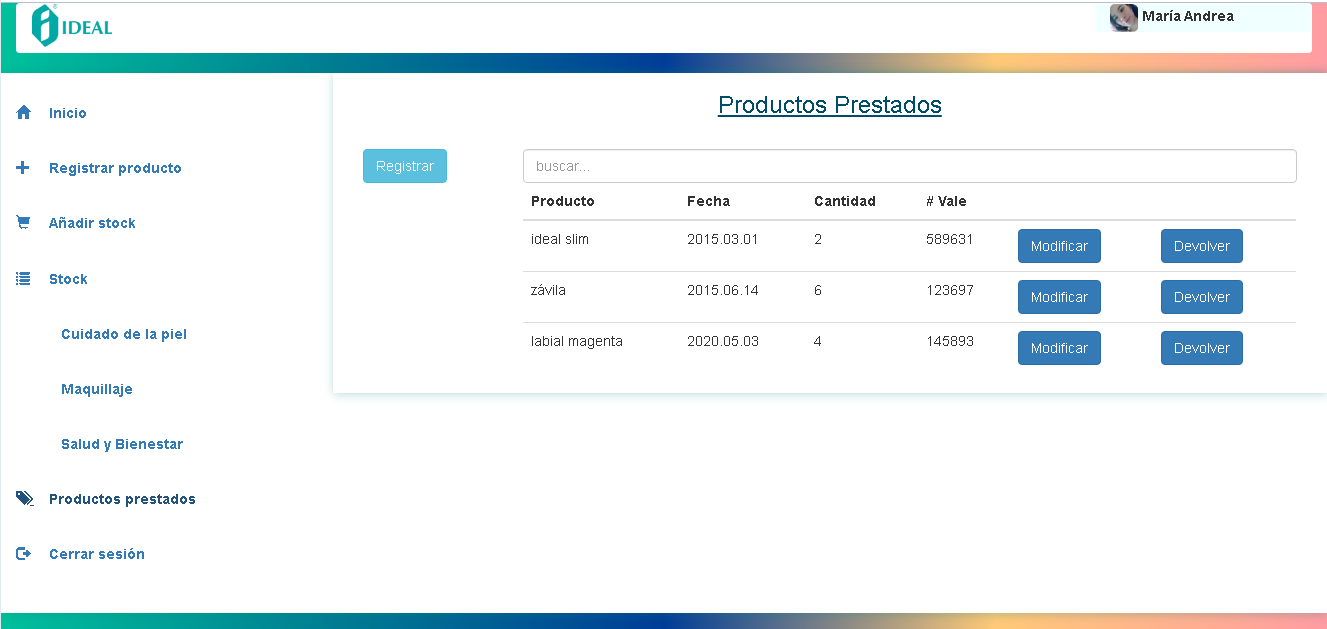 IDEAL
María Andrea
Inicio
Registrar producto
Añadir stock
Stock
Cuidado de la piel
Maquillaje
Salud y Bienestar
Productos prestados
Cerrar sesión
Productos Prestados
Registrar
buscar...
Producto Fecha Cantidad # Vale
ideal slim 2015.03.01 2 589631 Modificar Devolver
závila 2015.06.14 6 123697 Modificar Devolver
labial magenta 2020.05.03 4 145893 Modificar Devolver